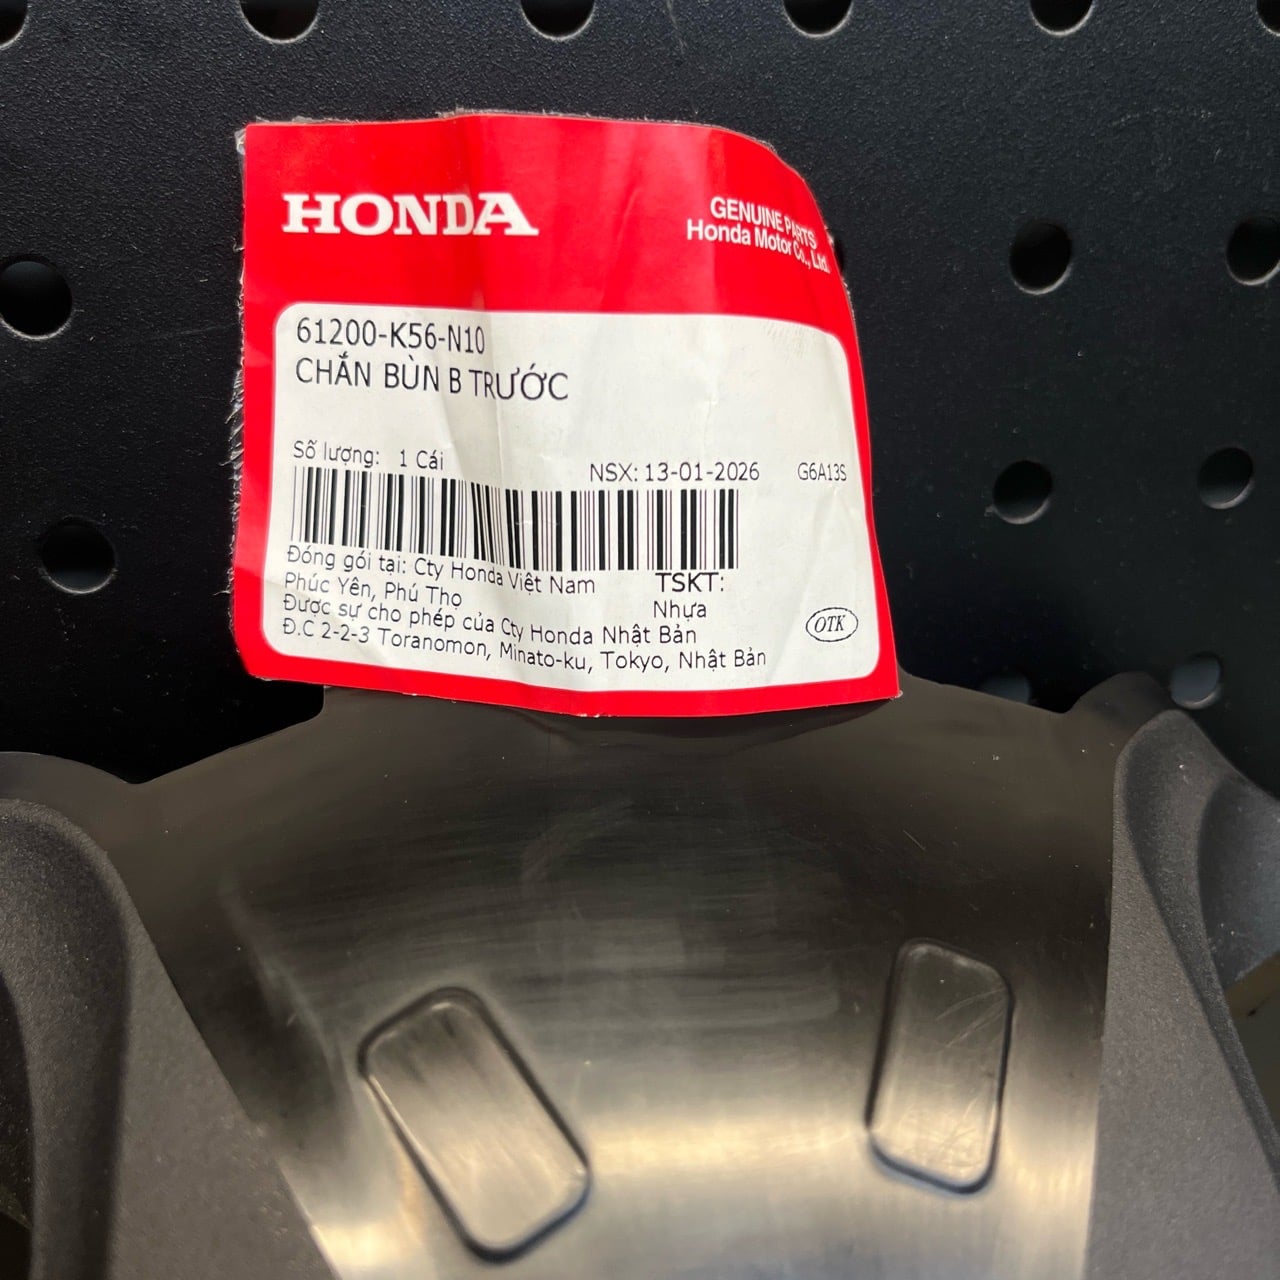 HONDA
GENUINE PARTS
Honda Motor Co., Ltd.
61200-K56-N10
CHẮN BÙN B TRƯỚC
Số lượng: 1 Cái
NSX: 13-01-2026 G6A13S
Đóng gói tại: Cty Honda Việt Nam
Phúc Yên, Phú Thọ
TSKT:
Nhựa
Được sự cho phép của Cty Honda Nhật Bản
Đ.C 2-2-3 Toranomon, Minato-ku, Tokyo, Nhật Bản
OTK